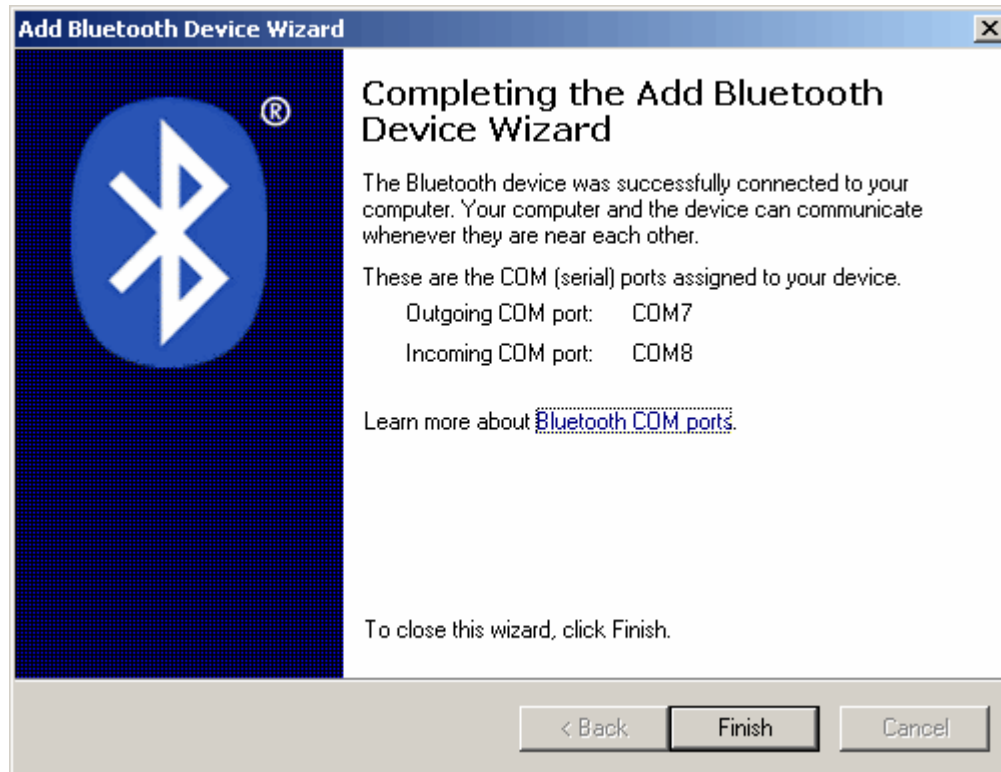 Add Bluetooth Device Wizard
®
Completing the Add Bluetooth
Device Wizard
The Bluetooth device was successfully connected to your
computer. Your computer and the device can communicate
whenever they are near each other.
These are the COM (serial) ports assigned to your device.
Outgoing COM port: COM7
Incoming COM port: COM8
Learn more about Bluetooth COM ports.
To close this wizard, click Finish.
< Back Finish Cancel